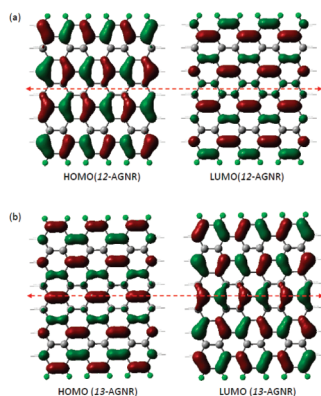 (a)
HOMO(12-AGNR) LUMO(12-AGNR)
(b)
HOMO (13-AGNR) LUMO (13-AGNR)